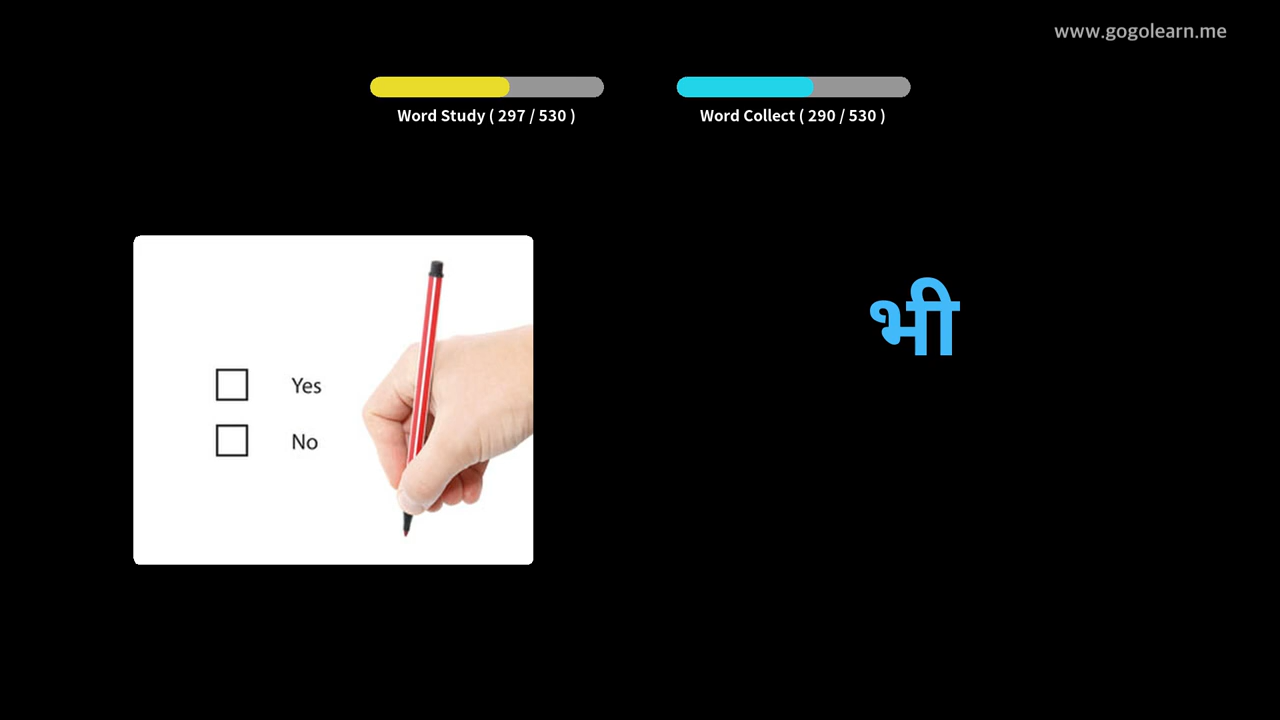 www.gogolearn.me
Word Study ( 297 / 530 )
Word Collect ( 290 / 530 )
भी
Yes
No